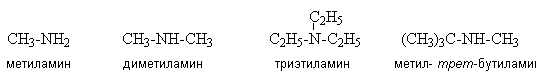 C₂H₅
CH₃-NH₂ CH₃-NH-CH₃ C₂H₅-N-C₂H₅ (CH₃)₃C-NH-CH₃
метиламин диметиламин триэтиламин метил- трет-бутиламин